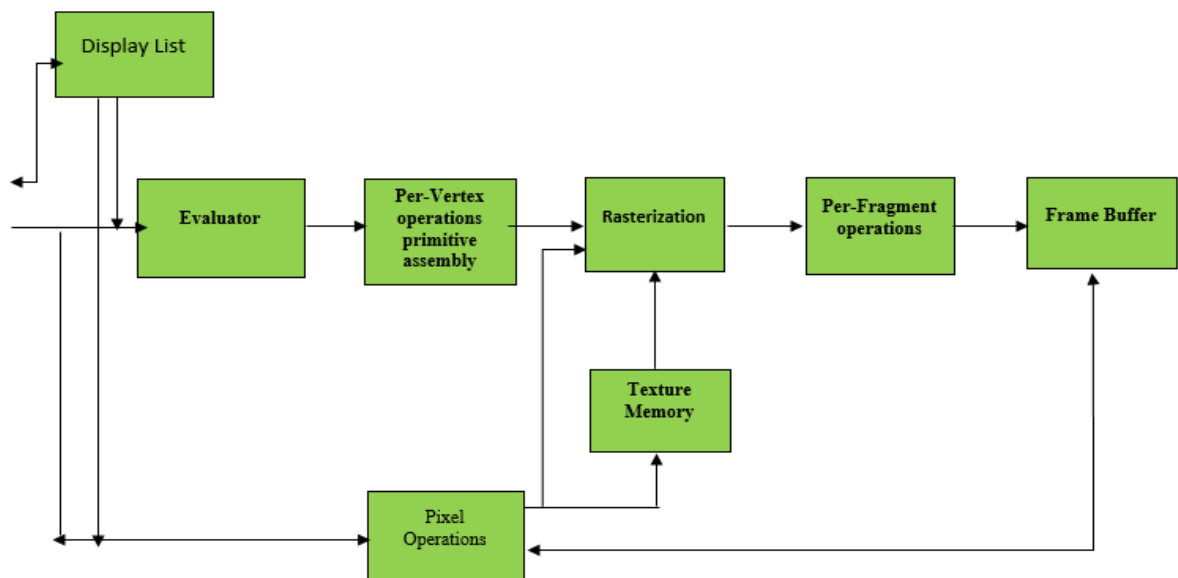 Display List
Evaluator
Per-Vertex
operations
primitive
assembly
Rasterization
Per-Fragment
operations
Frame Buffer
Texture
Memory
Pixel
Operations